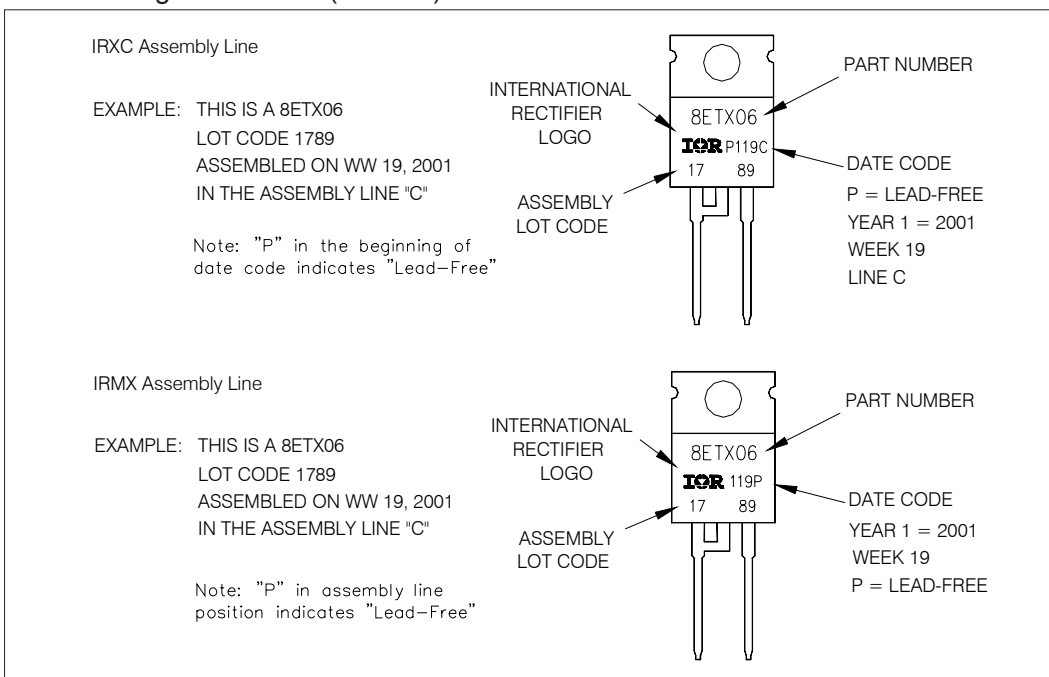 IRXC Assembly Line
EXAMPLE: THIS IS A 8ETX06
LOT CODE 1789
ASSEMBLED ON WW 19, 2001
IN THE ASSEMBLY LINE "C"
Note: "P" in the beginning of
date code indicates "Lead-Free"
INTERNATIONAL
RECTIFIER
LOGO
ASSEMBLY
LOT CODE
8ETX06
IOR P119C
17 89
PART NUMBER
DATE CODE
P = LEAD-FREE
YEAR 1 = 2001
WEEK 19
LINE C
IRMX Assembly Line
EXAMPLE: THIS IS A 8ETX06
LOT CODE 1789
ASSEMBLED ON WW 19, 2001
IN THE ASSEMBLY LINE "C"
Note: "P" in assembly line
position indicates "Lead-Free"
INTERNATIONAL
RECTIFIER
LOGO
ASSEMBLY
LOT CODE
8ETX06
IOR 119P
17 89
PART NUMBER
DATE CODE
YEAR 1 = 2001
WEEK 19
P = LEAD-FREE